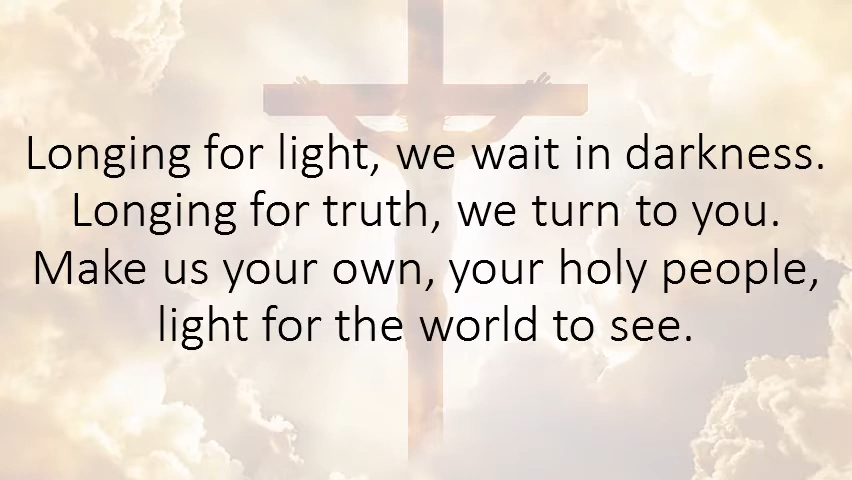 Longing for light, we wait in darkness.
Longing for truth, we turn to you.
Make us your own, your holy people,
light for the world to see.